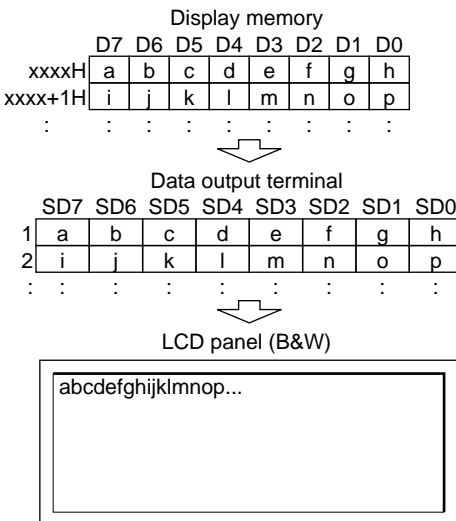 Display memory
D7 D6 D5 D4 D3 D2 D1 D0
xxxxH a b c d e f g h
xxxx+1H i j k l m n o p
: : : : : : : : :
Data output terminal
SD7 SD6 SD5 SD4 SD3 SD2 SD1 SD0
1 a b c d e f g h
2 i j k l m n o p
: : : : : : : : :
LCD panel (B&W)
abcdefghijklmnop...